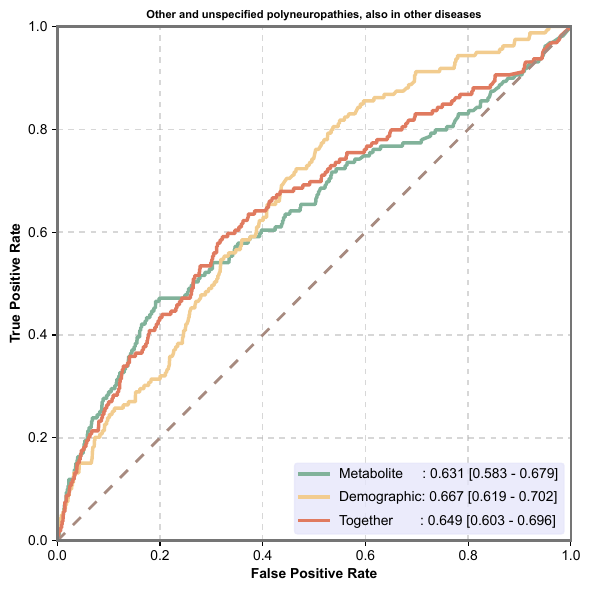 Other and unspecified polyneuropathies, also in other diseases
1.0
0.8
0.6
0.4
0.2
0.0
True Positive Rate
Metabolite : 0.631 [0.583 - 0.679]
Demographic: 0.667 [0.619 - 0.702]
Together : 0.649 [0.603 - 0.696]
0.0 0.2 0.4 0.6 0.8 1.0
False Positive Rate